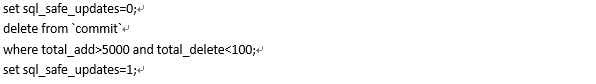 set sql_safe_updates=0;
delete from `commit`
where total_add>5000 and total_delete<100;
set sql_safe_updates=1;